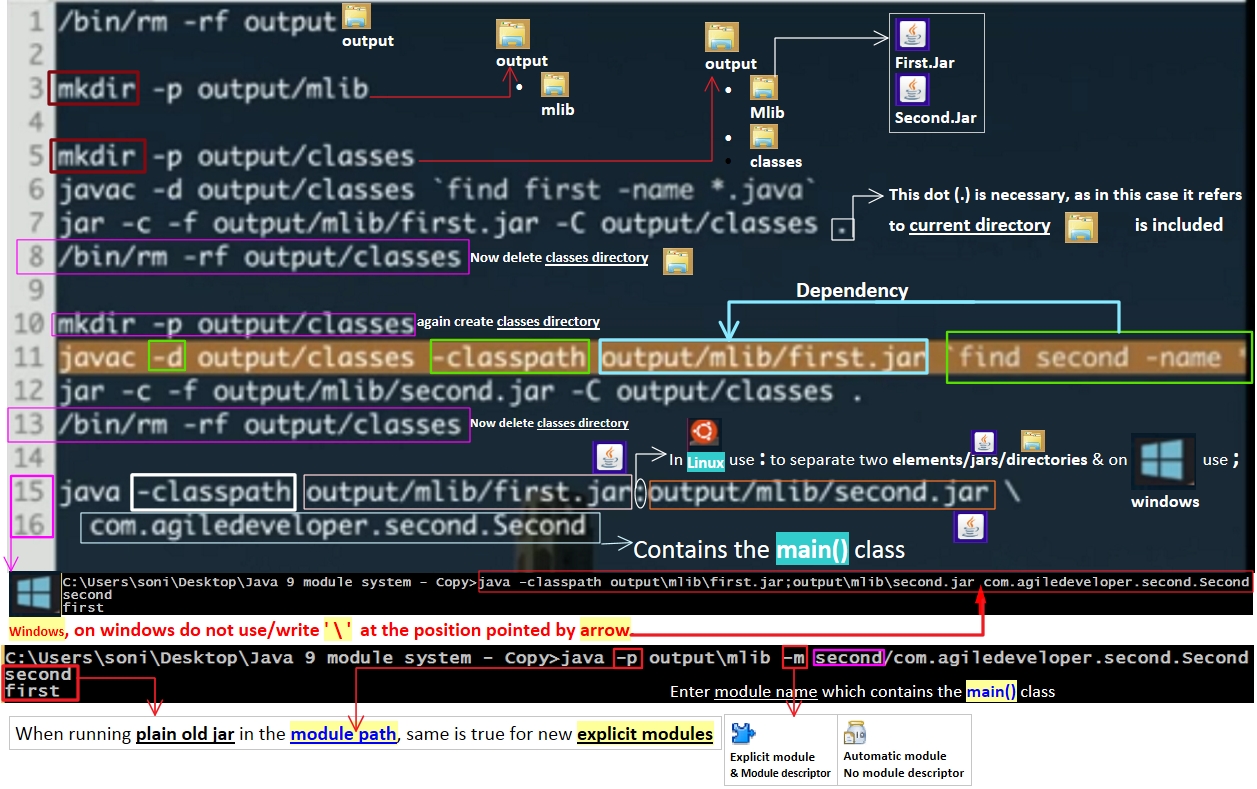 1 /bin/rm -rf output
output
2
3 mkdir -p output/mlib
output
mlib
4
5 mkdir -p output/classes
output
Mlib
classes
First.Jar
Second.Jar
6 javac -d output/classes `find first -name *.java`
This dot (.) is necessary, as in this case it refers
to current directory is included
7 jar -c -f output/mlib/first.jar -C output/classes .
8 /bin/rm -rf output/classes
Now delete classes directory
9
Dependency
10 mkdir -p output/classes
again create classes directory
11 javac -d output/classes -classpath output/mlib/first.jar `find second -name *
12 jar -c -f output/mlib/second.jar -C output/classes .
13 /bin/rm -rf output/classes
Now delete classes directory
14
In Linux use : to separate two elements/jars/directories & on use ;
windows
15 java -classpath output/mlib/first.jar:output/mlib/second.jar \
16 com.agiledeveloper.second.Second
Contains the main() class
C:\Users\soni\Desktop\Java 9 module system - Copy>java -classpath output\mlib\first.jar;output\mlib\second.jar com.agiledeveloper.second.Second
second
first
Windows, on windows do not use/write ' \ ' at the position pointed by arrow
C:\Users\soni\Desktop\Java 9 module system - Copy>java -p output\mlib -m second/com.agiledeveloper.second.Second
second
first
Enter module name which contains the main() class
When running plain old jar in the module path, same is true for new explicit modules
Explicit module
& Module descriptor
Automatic module
No module descriptor